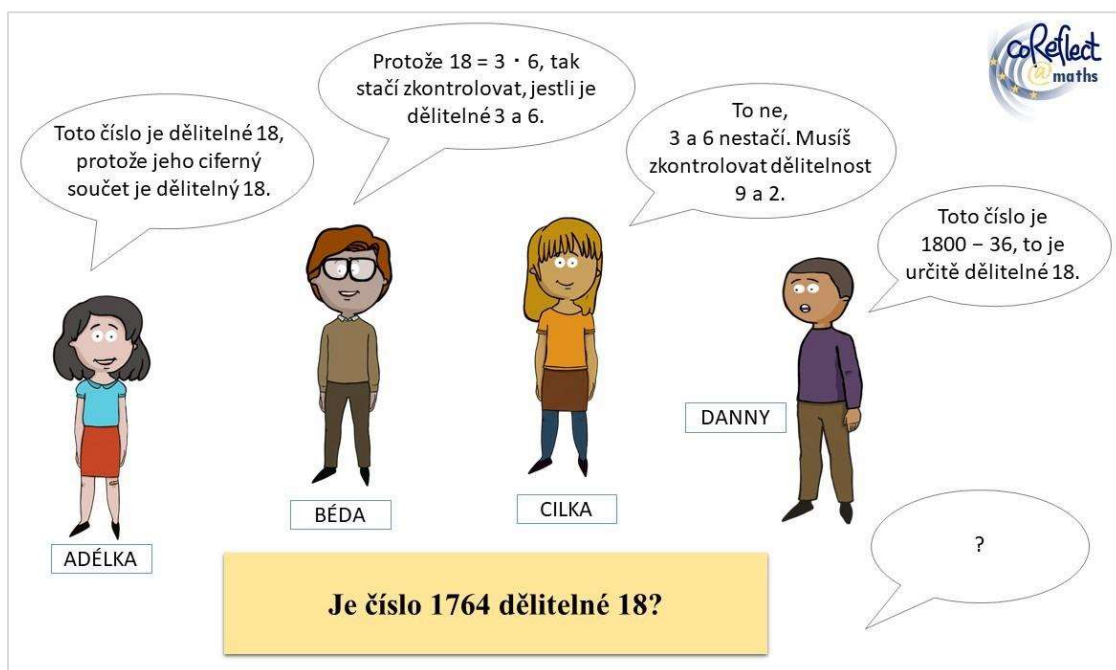 coReflect
@maths
Toto číslo je dělitelné 18,
protože jeho ciferný
součet je dělitelný 18.
Protože 18 = 3 · 6, tak
stačí zkontrolovat, jestli je
dělitelné 3 a 6.
To ne,
3 a 6 nestačí. Musíš
zkontrolovat dělitelnost
9 a 2.
Toto číslo je
1800 – 36, to je
určitě dělitelné 18.
ADÉLKA
BÉDA
CILKA
DANNY
?
Je číslo 1764 dělitelné 18?